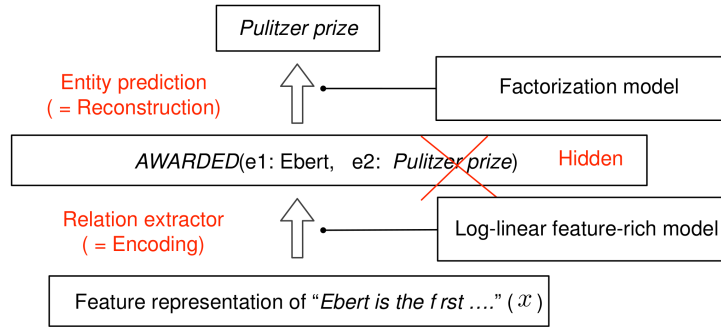 Pulitzer prize
Entity prediction
( = Reconstruction)
Factorization model
AWARDED(e1: Ebert, e2: Pulitzer prize)
Hidden
Relation extractor
( = Encoding)
Log-linear feature-rich model
Feature representation of “Ebert is the f rst ....” ( x )